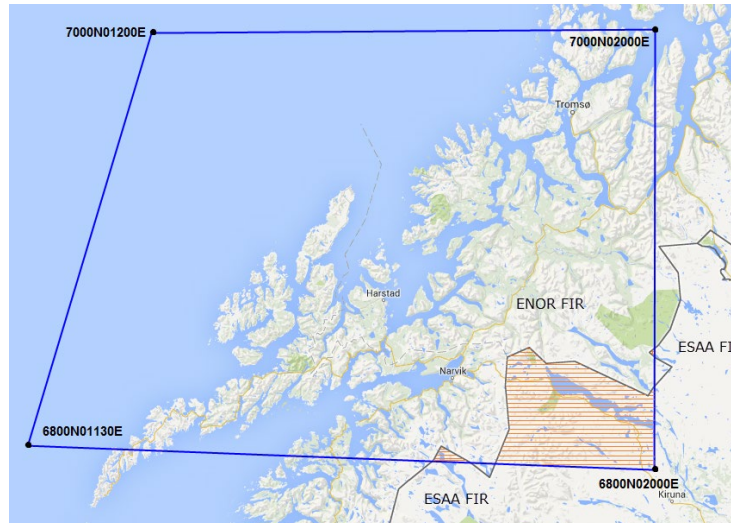 7000N01200E
7000N02000E
Tromsø
Harstad
ENOR FIR
ESAA FI
Narvik
6800N01130E
6800N02000E
Kiruna
ESAA FIR